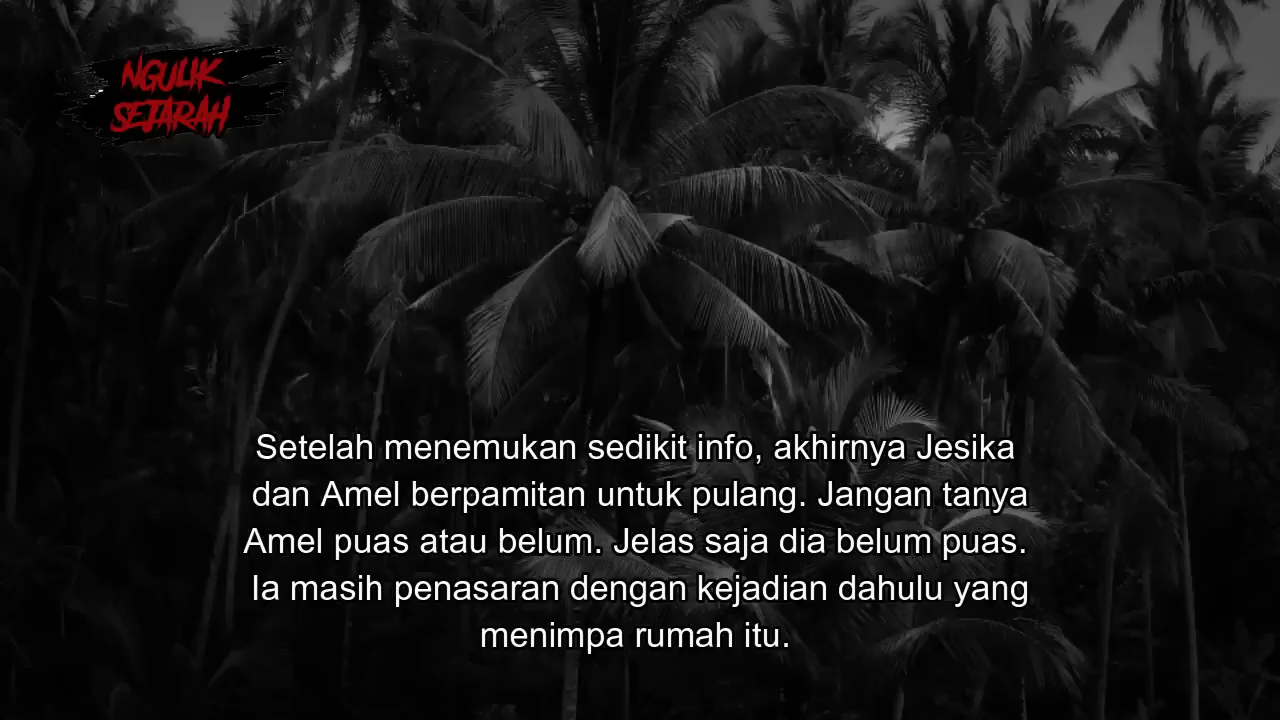 NGULIK
SEJARAH
Setelah menemukan sedikit info, akhirnya Jesika
dan Amel berpamitan untuk pulang. Jangan tanya
Amel puas atau belum. Jelas saja dia belum puas.
Ia masih penasaran dengan kejadian dahulu yang
menimpa rumah itu.